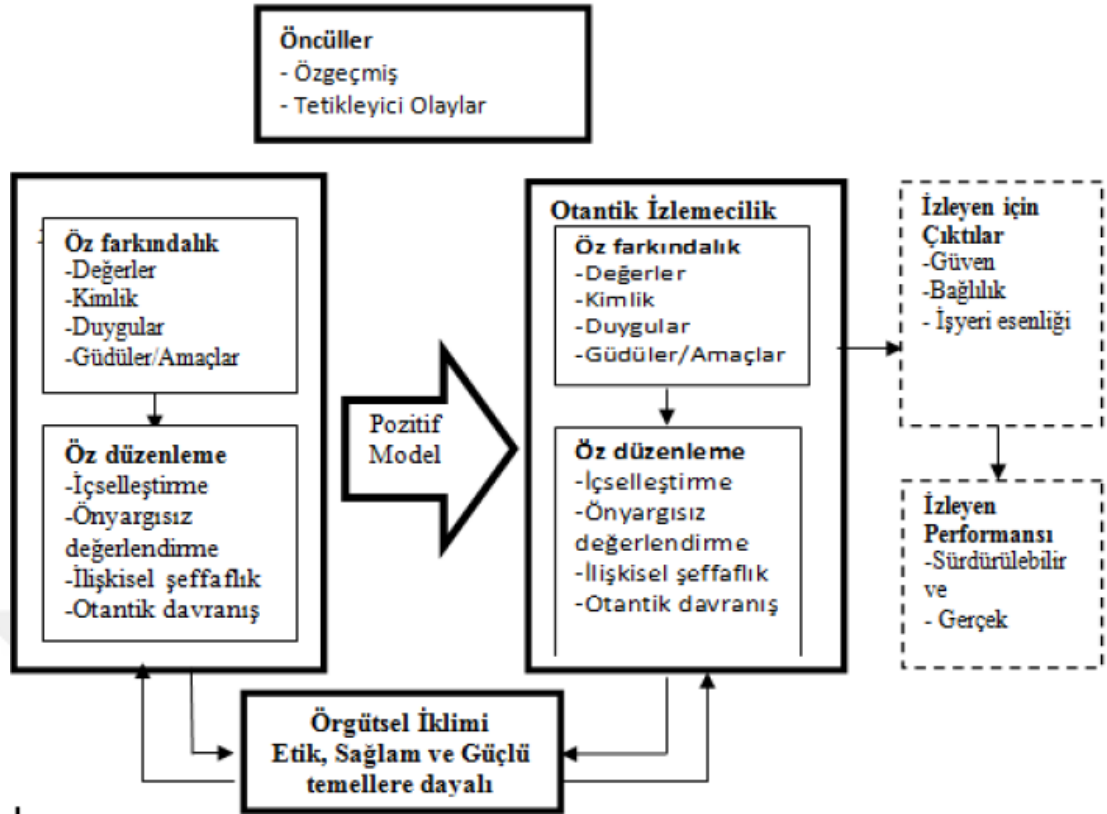 Öncüller
- Özgeçmiş
- Tetikleyici Olaylar
Öz farkındalık
-Değerler
-Kimlik
-Duygular
-Güdüler/Amaçlar
Öz düzenleme
-İçselleştirme
-Önyargısız
değerlendirme
-İlişkisel şeffaflık
-Otantik davranış
Pozitif
Model
Otantik İzlemecilik
Öz farkındalık
-Değerler
-Kimlik
-Duygular
-Güdüler/Amaçlar
Öz düzenleme
-İçselleştirme
-Önyargısız
değerlendirme
-İlişkisel şeffaflık
-Otantik davranış
İzleyen için
Çıktılar
-Güven
-Bağlılık
- İşyeri esenliği
İzleyen
Performansı
-Sürdürülebilir
ve
- Gerçek
Örgütsel İklimi
Etik, Sağlam ve Güçlü
temellere dayalı